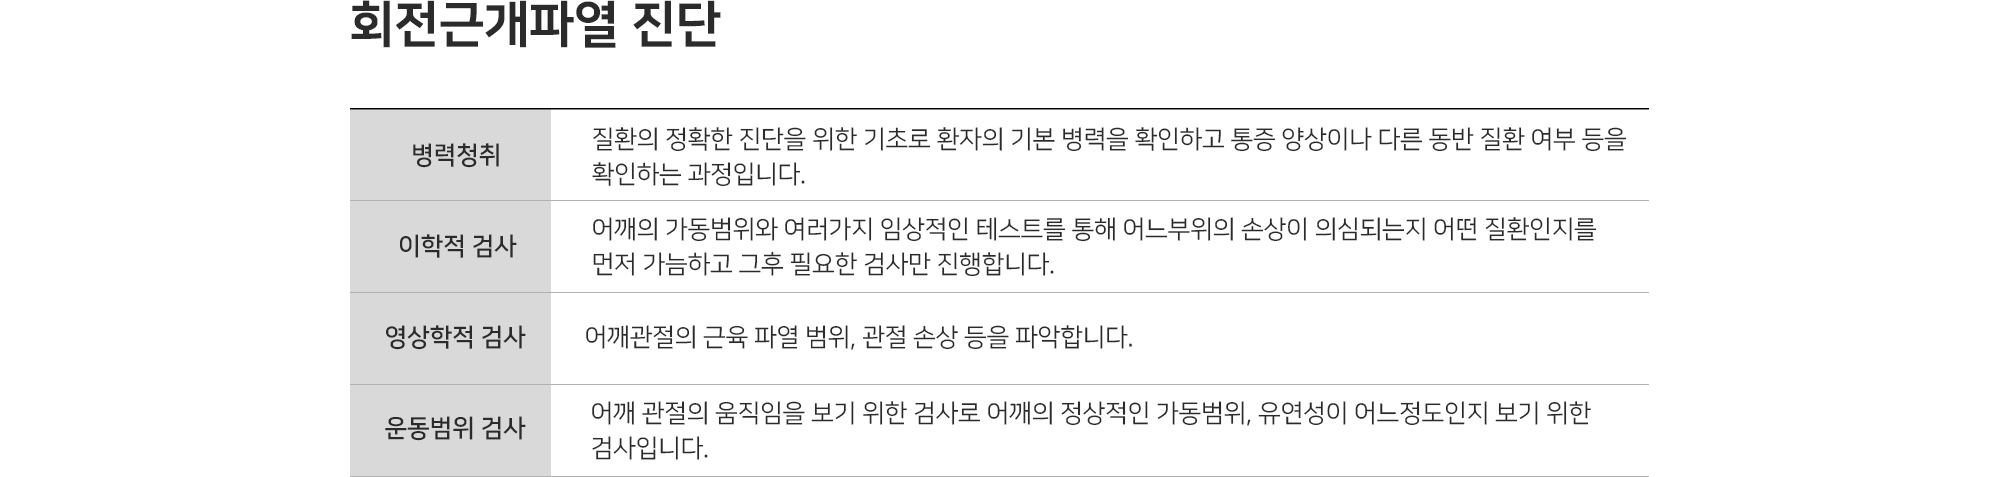 회전근개파열 진단
병력청취
질환의 정확한 진단을 위한 기초로 환자의 기본 병력을 확인하고 통증 양상이나 다른 동반 질환 여부 등을
확인하는 과정입니다.
이학적 검사
어깨의 가동범위와 여러가지 임상적인 테스트를 통해 어느부위의 손상이 의심되는지 어떤 질환인지를
먼저 가늠하고 그후 필요한 검사만 진행합니다.
영상학적 검사
어깨관절의 근육 파열 범위, 관절 손상 등을 파악합니다.
운동범위 검사
어깨 관절의 움직임을 보기 위한 검사로 어깨의 정상적인 가동범위, 유연성이 어느정도인지 보기 위한
검사입니다.